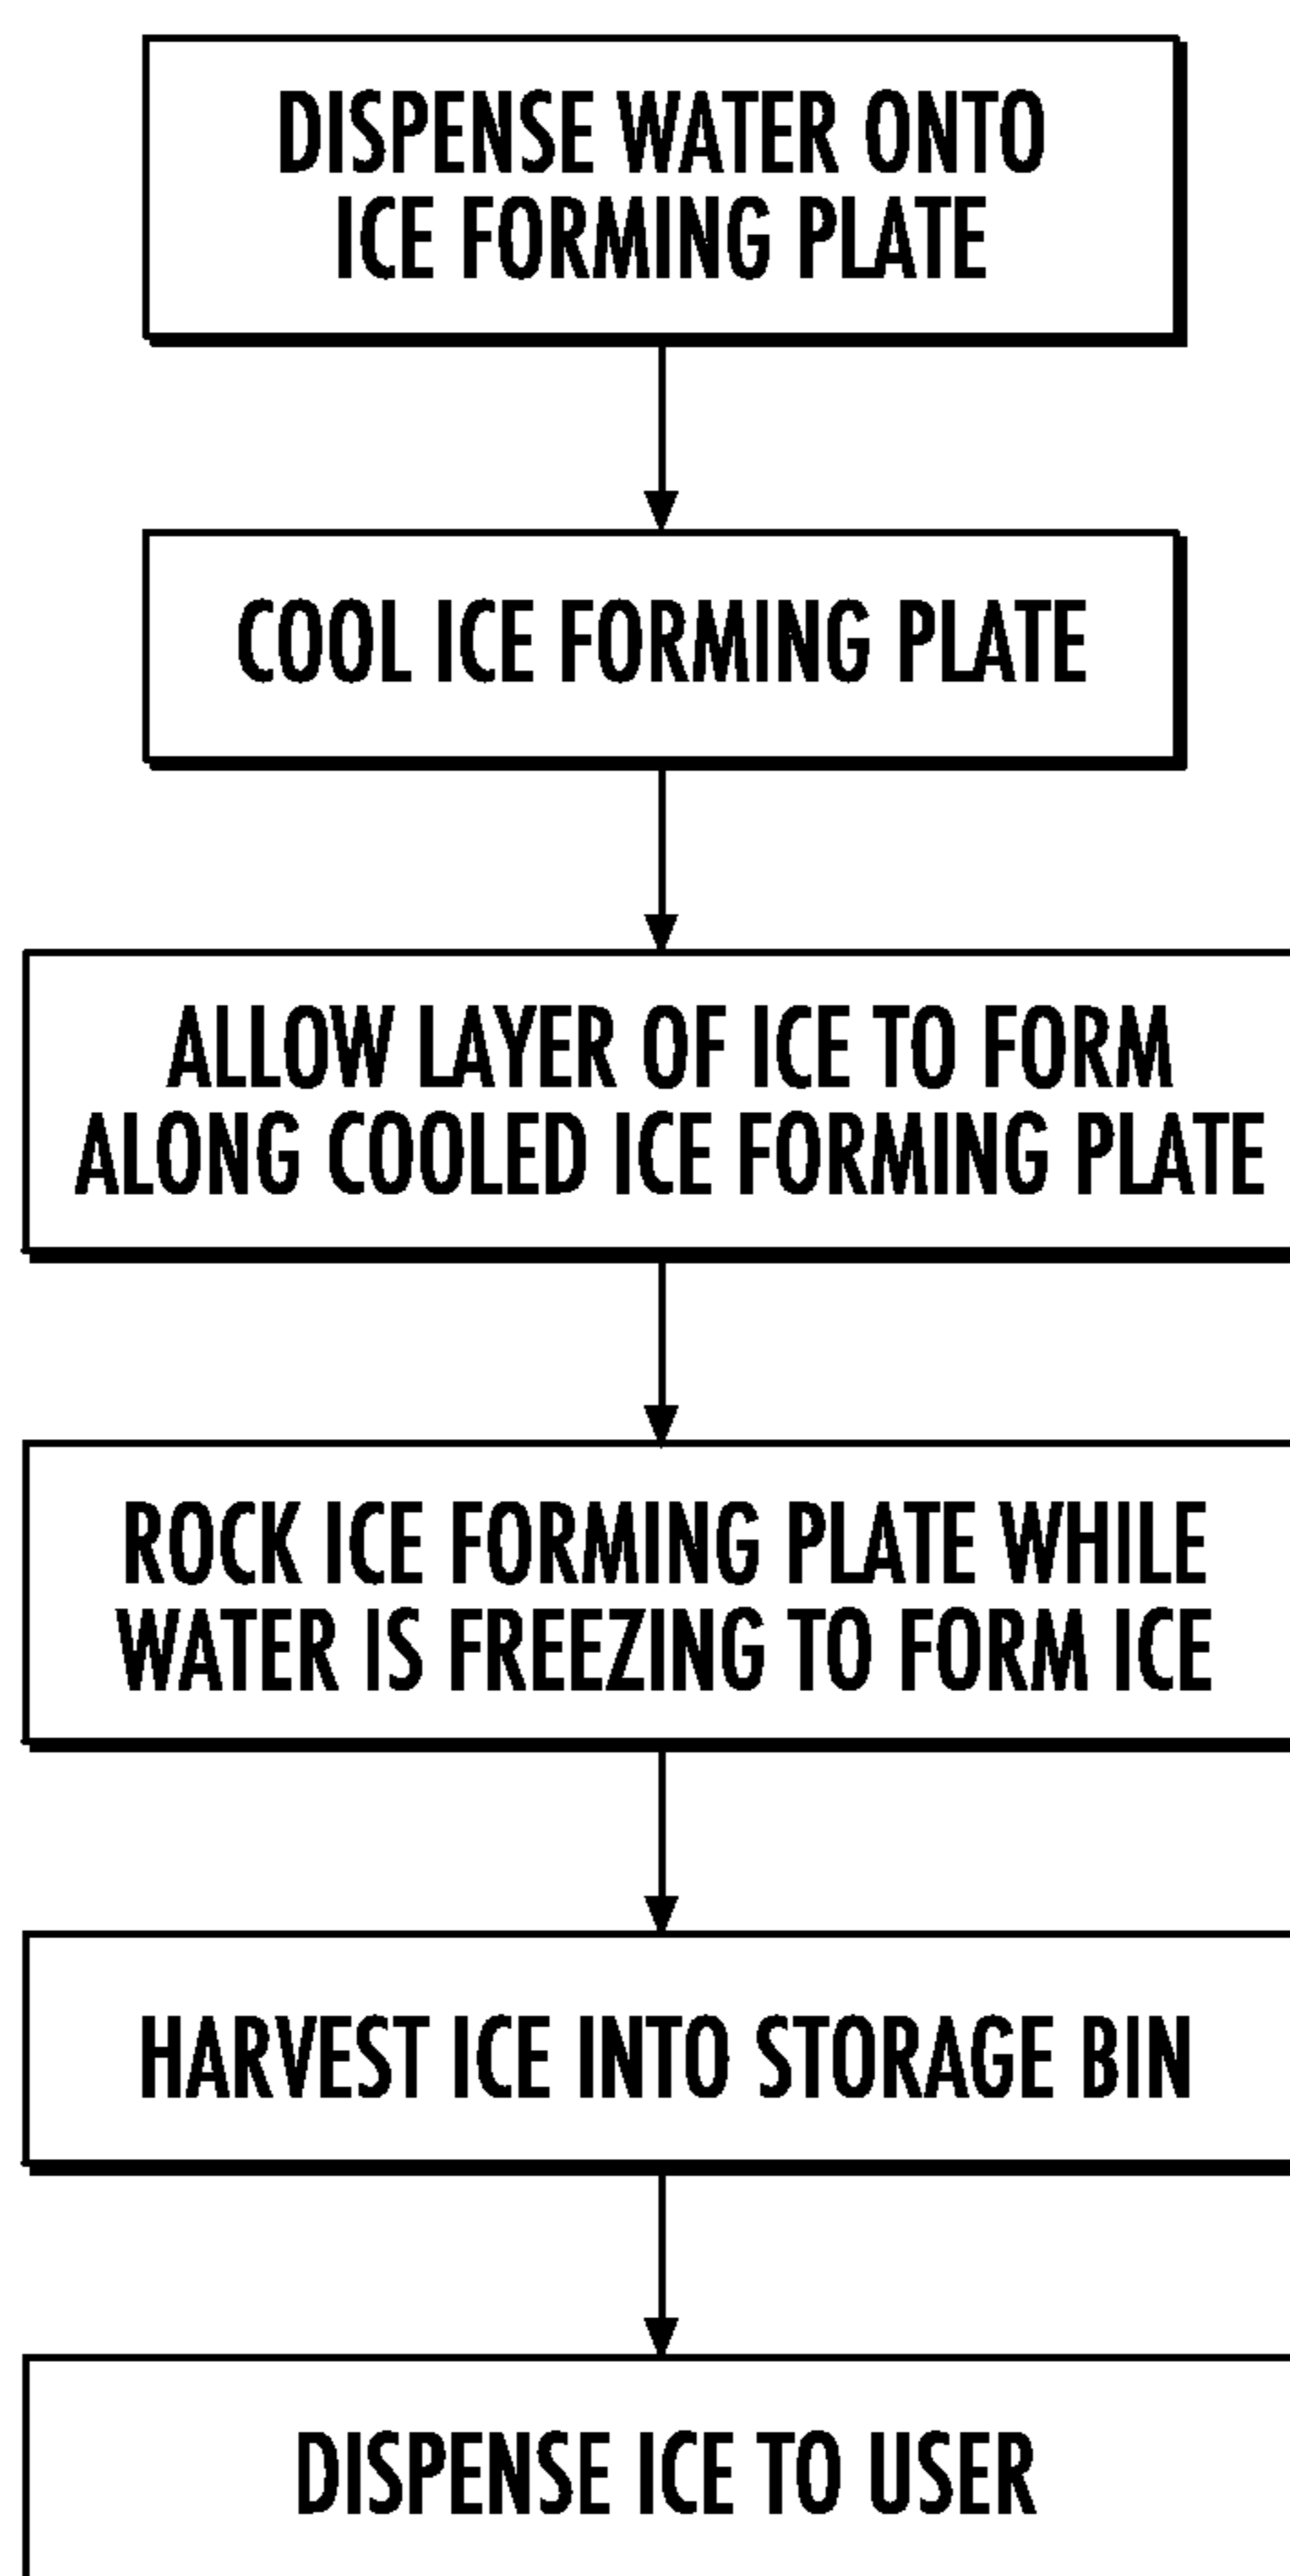 DISPENSE WATER ONTO
ICE FORMING PLATE
COOL ICE FORMING PLATE
ALLOW LAYER OF ICE TO FORM
ALONG COOLED ICE FORMING PLATE
ROCK ICE FORMING PLATE WHILE
WATER IS FREEZING TO FORM ICE
HARVEST ICE INTO STORAGE BIN
DISPENSE ICE TO USER